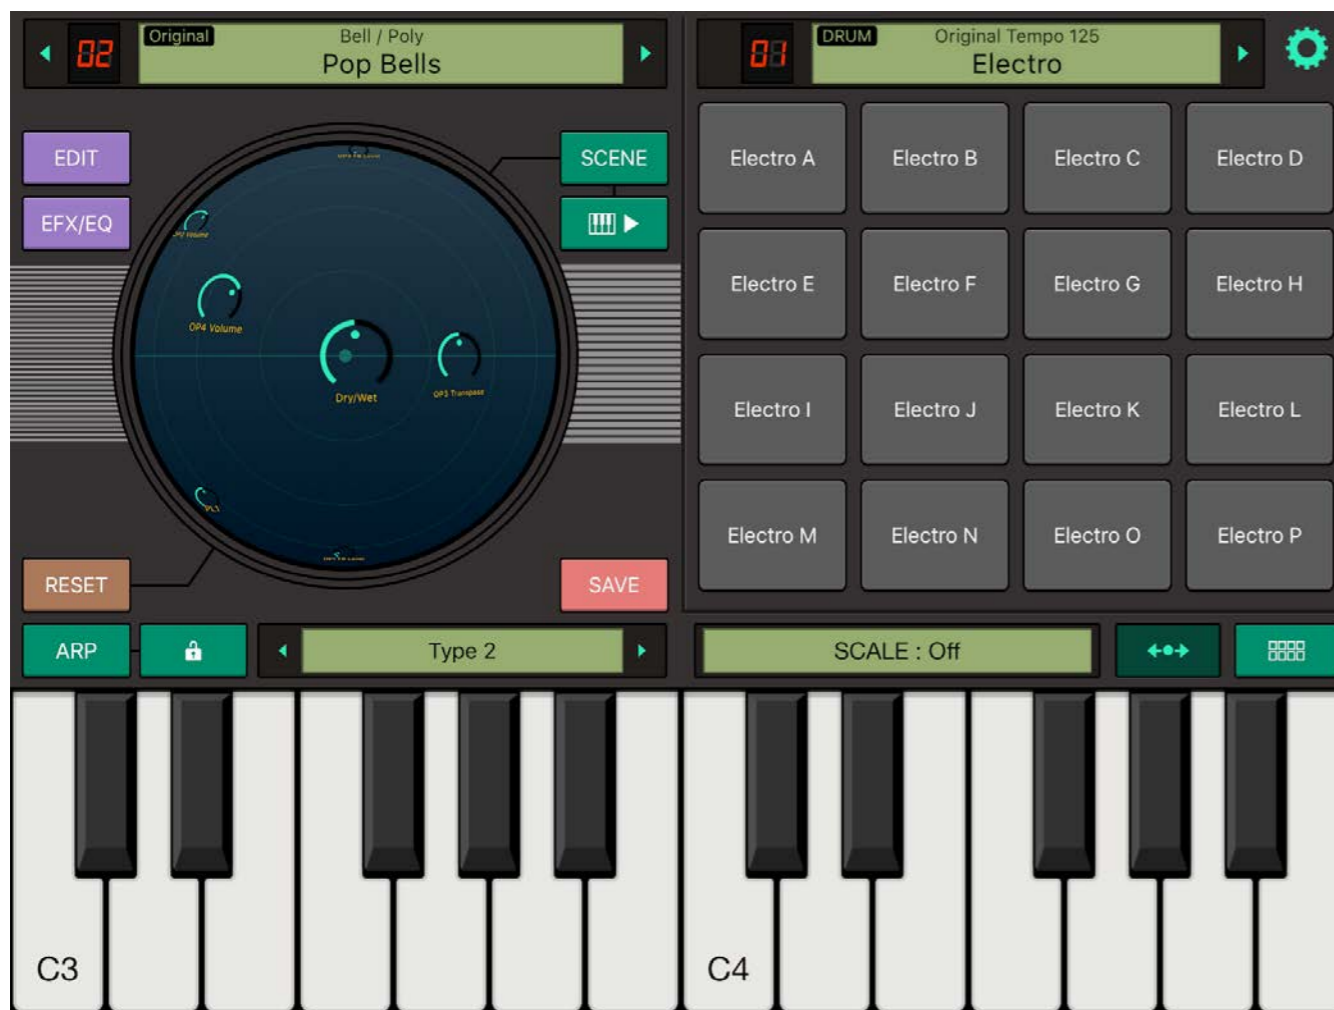 02
Original
Bell / Poly
Pop Bells
01
DRUM
Original Tempo 125
Electro
EDIT
EFX/EQ
SCENE
OP4 Volume
Dry/Wet
OP3 Transpose
RESET
SAVE
Electro A
Electro B
Electro C
Electro D
Electro E
Electro F
Electro G
Electro H
Electro I
Electro J
Electro K
Electro L
Electro M
Electro N
Electro O
Electro P
ARP
Type 2
SCALE : Off
C3
C4